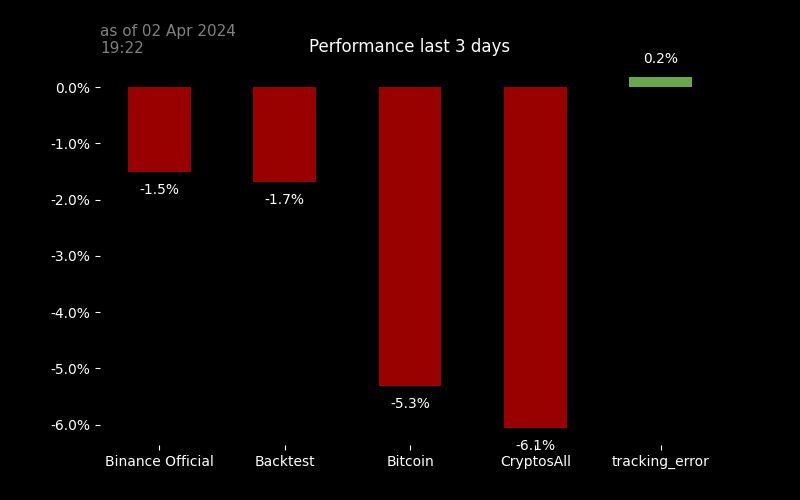 as of 02 Apr 2024
19:22
Performance last 3 days
0.2%
0.0%
-1.0%
-2.0%
-3.0%
-4.0%
-5.0%
-6.0%
-1.5%
-1.7%
-5.3%
-6.1%
Binance Official
Backtest
Bitcoin
CryptosAll
tracking_error